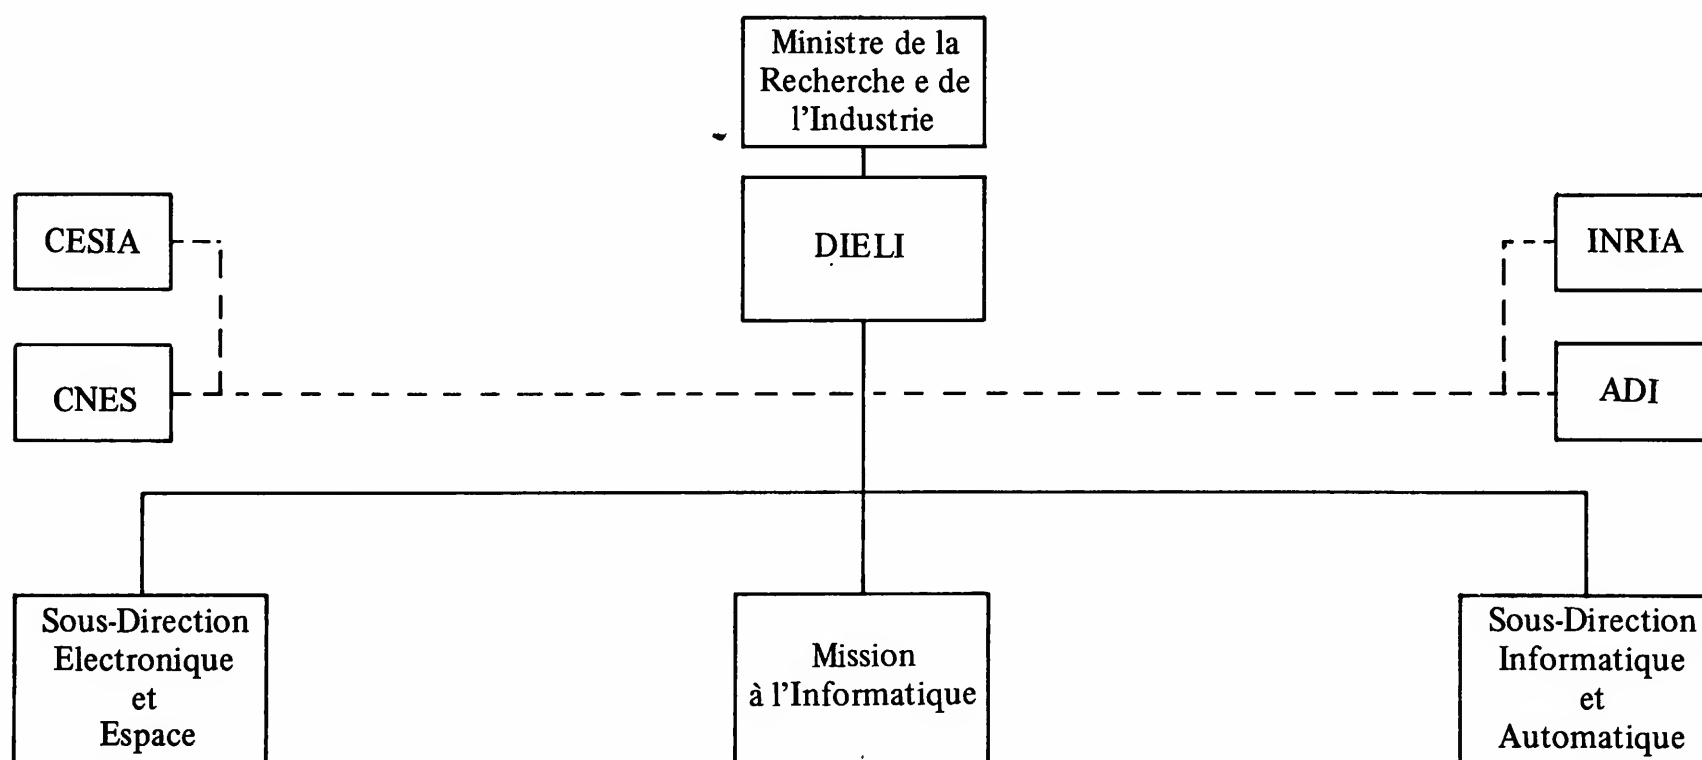 Ministre de la
Recherche e de
l'Industrie
CESIA
DIELI
INRIA
CNES
ADI
Sous-Direction
Electronique
et
Espace
Mission
à l'Informatique
Sous-Direction
Informatique
et
Automatique